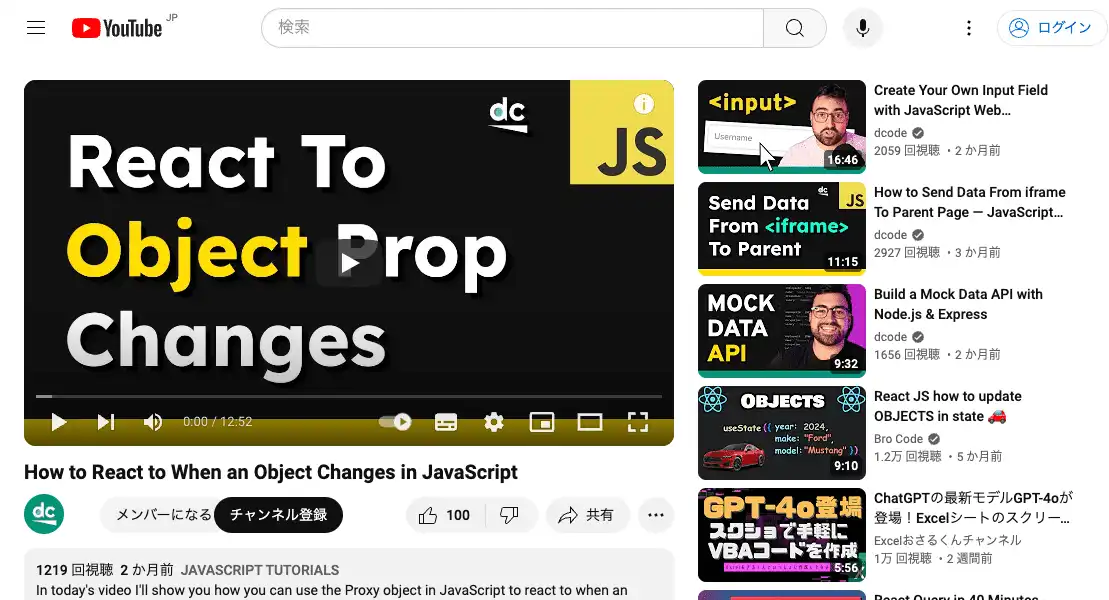 YouTube JP
検索
ログイン
dc
JS
React To
Object Prop
Changes
0:00 / 12:52
How to React to When an Object Changes in JavaScript
dc
メンバーになる
チャンネル登録
100
共有
1219 回視聴 2 か月前 JAVASCRIPT TUTORIALS
In today's video I'll show you how you can use the Proxy object in JavaScript to react to when an
<input>
Username
16:46
Create Your Own Input Field
with JavaScript Web…
dcode
2059 回視聴 ・2 か月前
dc
JS
Send Data
From <iframe>
To Parent
11:15
How to Send Data From iframe
To Parent Page — JavaScript…
dcode
2927 回視聴 ・3 か月前
MOCK
DATA
API
9:32
Build a Mock Data API with
Node.js & Express
dcode
1656 回視聴 ・2 か月前
OBJECTS
useState({ year: 2024,
make: "Ford",
model: "Mustang" })
9:10
React JS how to update
OBJECTS in state 🚗
Bro Code
1.2万 回視聴 ・5 か月前
GPT-4o登場
スクショで手軽に
VBAコードを作成
5:56
ChatGPTの最新モデルGPT-4oが
登場！Excelシートのスクリー…
Excelおさるくんチャンネル
1万 回視聴 ・2 週間前
React Query in 40 Minutes